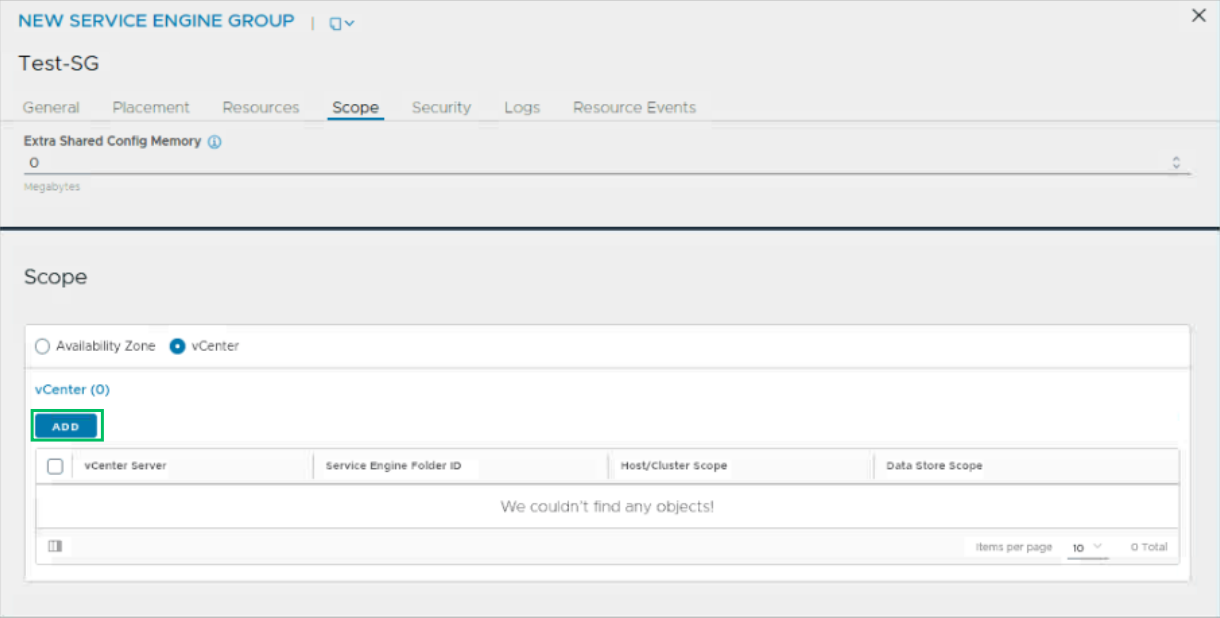 NEW SERVICE ENGINE GROUP |
Test-SG
General Placement Resources Scope Security Logs Resource Events
Extra Shared Config Memory
0
Megabytes
Scope
Availability Zone vCenter
vCenter (0)
ADD
vCenter Server Service Engine Folder ID Host/Cluster Scope Data Store Scope
We couldn't find any objects!
Items per page 10 0 Total